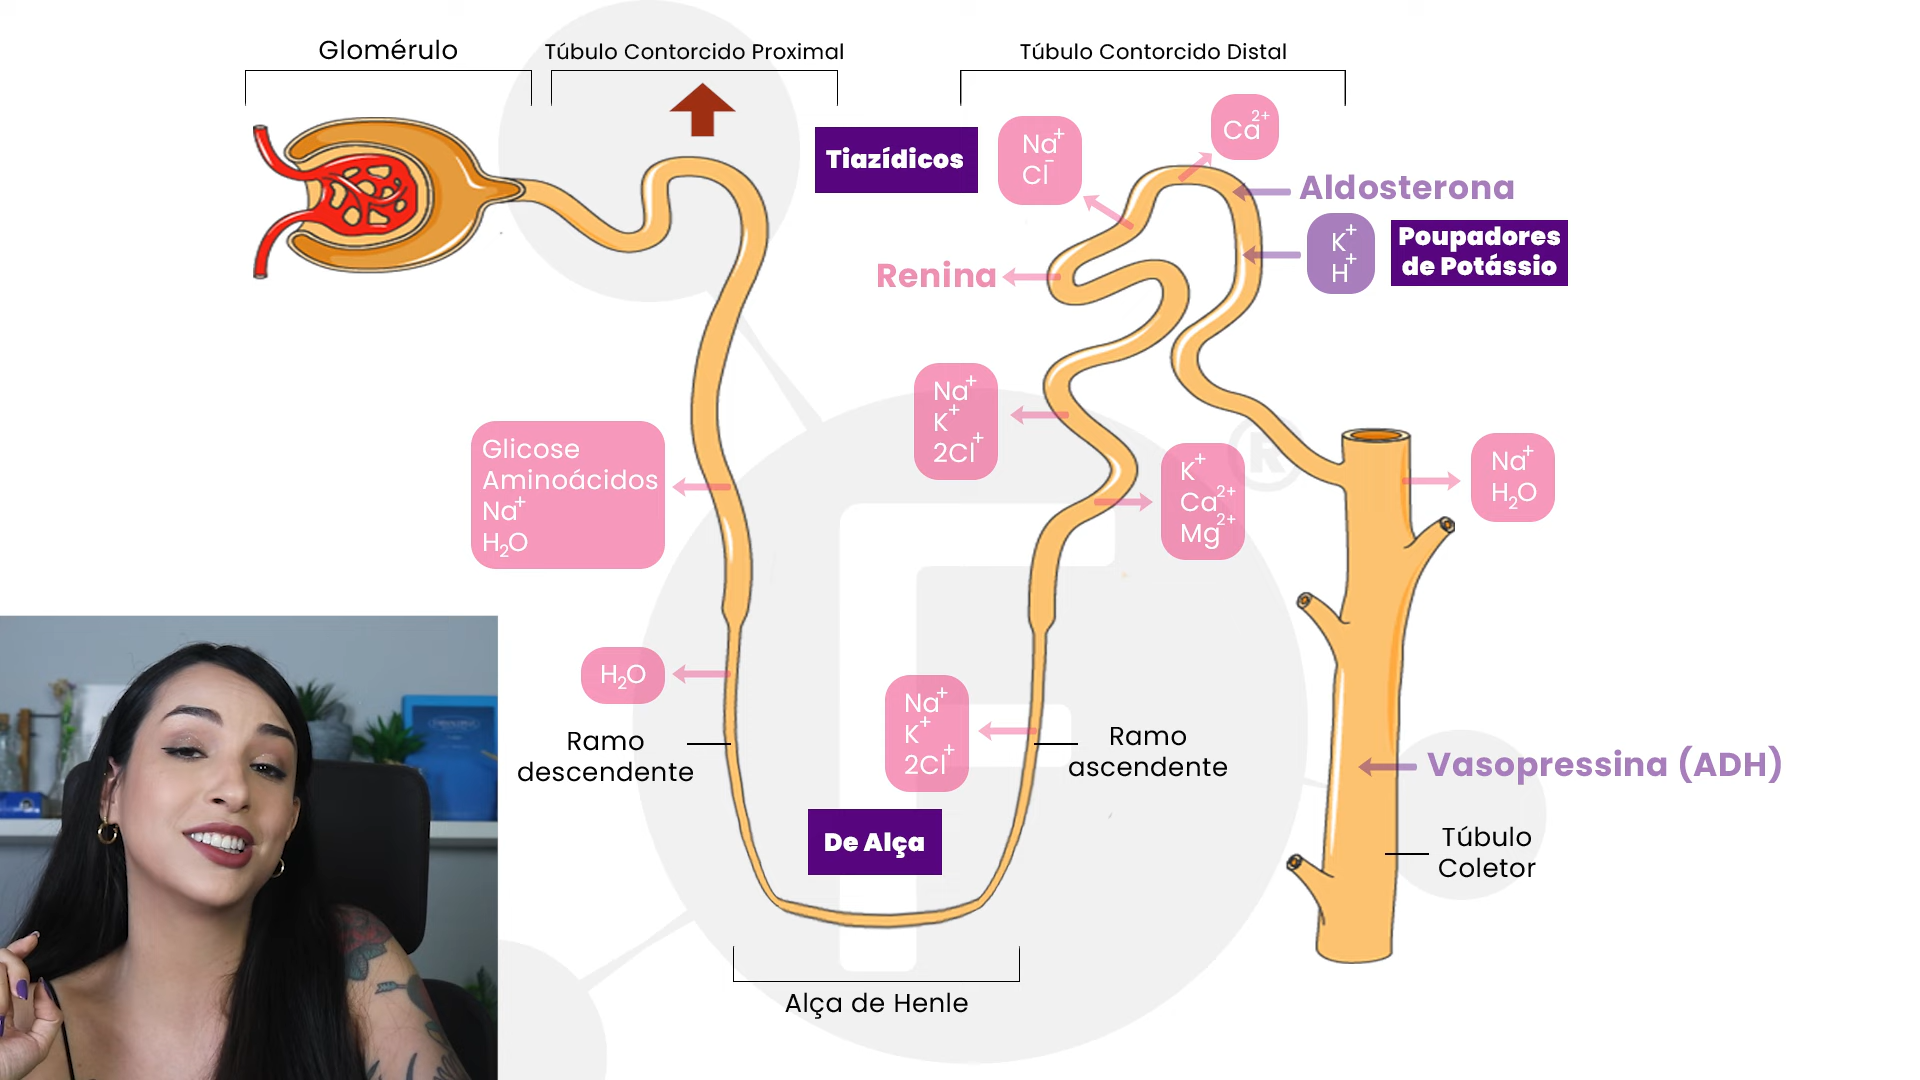 Glomérulo
Túbulo Contorcido Proximal
Túbulo Contorcido Distal
Tiazídicos
Na⁺
Cl⁻
Ca²⁺
Aldosterona
K⁺
H⁺
Poupadores
de Potássio
Renina
Na⁺
K⁺
2Cl⁺
Glicose
Aminoácidos
Na⁺
H₂O
K⁺
Ca²⁺
Mg²⁺
Na⁺
H₂O
H₂O
Ramo
descendente
Na⁺
K⁺
2Cl⁺
Ramo
ascendente
Vasopressina (ADH)
De Alça
Túbulo
Coletor
Alça de Henle
®